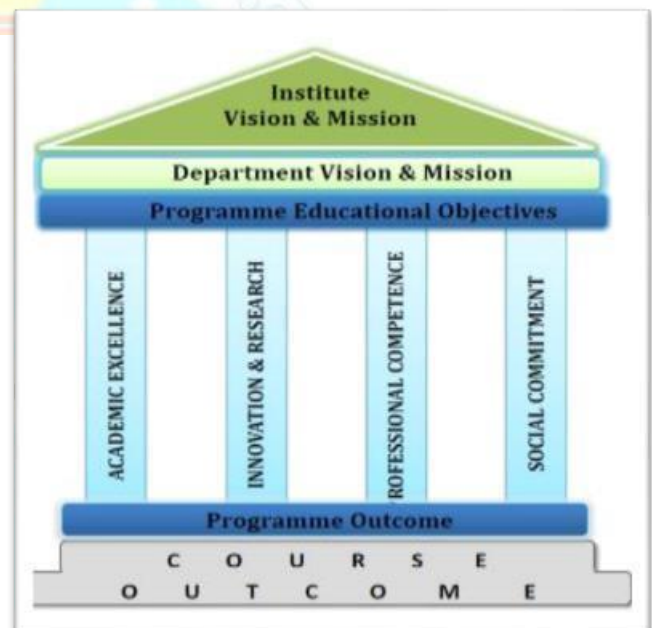 Institute
Vision & Mission
Department Vision & Mission
Programme Educational Objectives
ACADEMIC EXCELLENCE
INNOVATION & RESEARCH
ROFESSIONAL COMPETENCE
SOCIAL COMMITMENT
Programme Outcome
C O U R S E
O U T C O M E